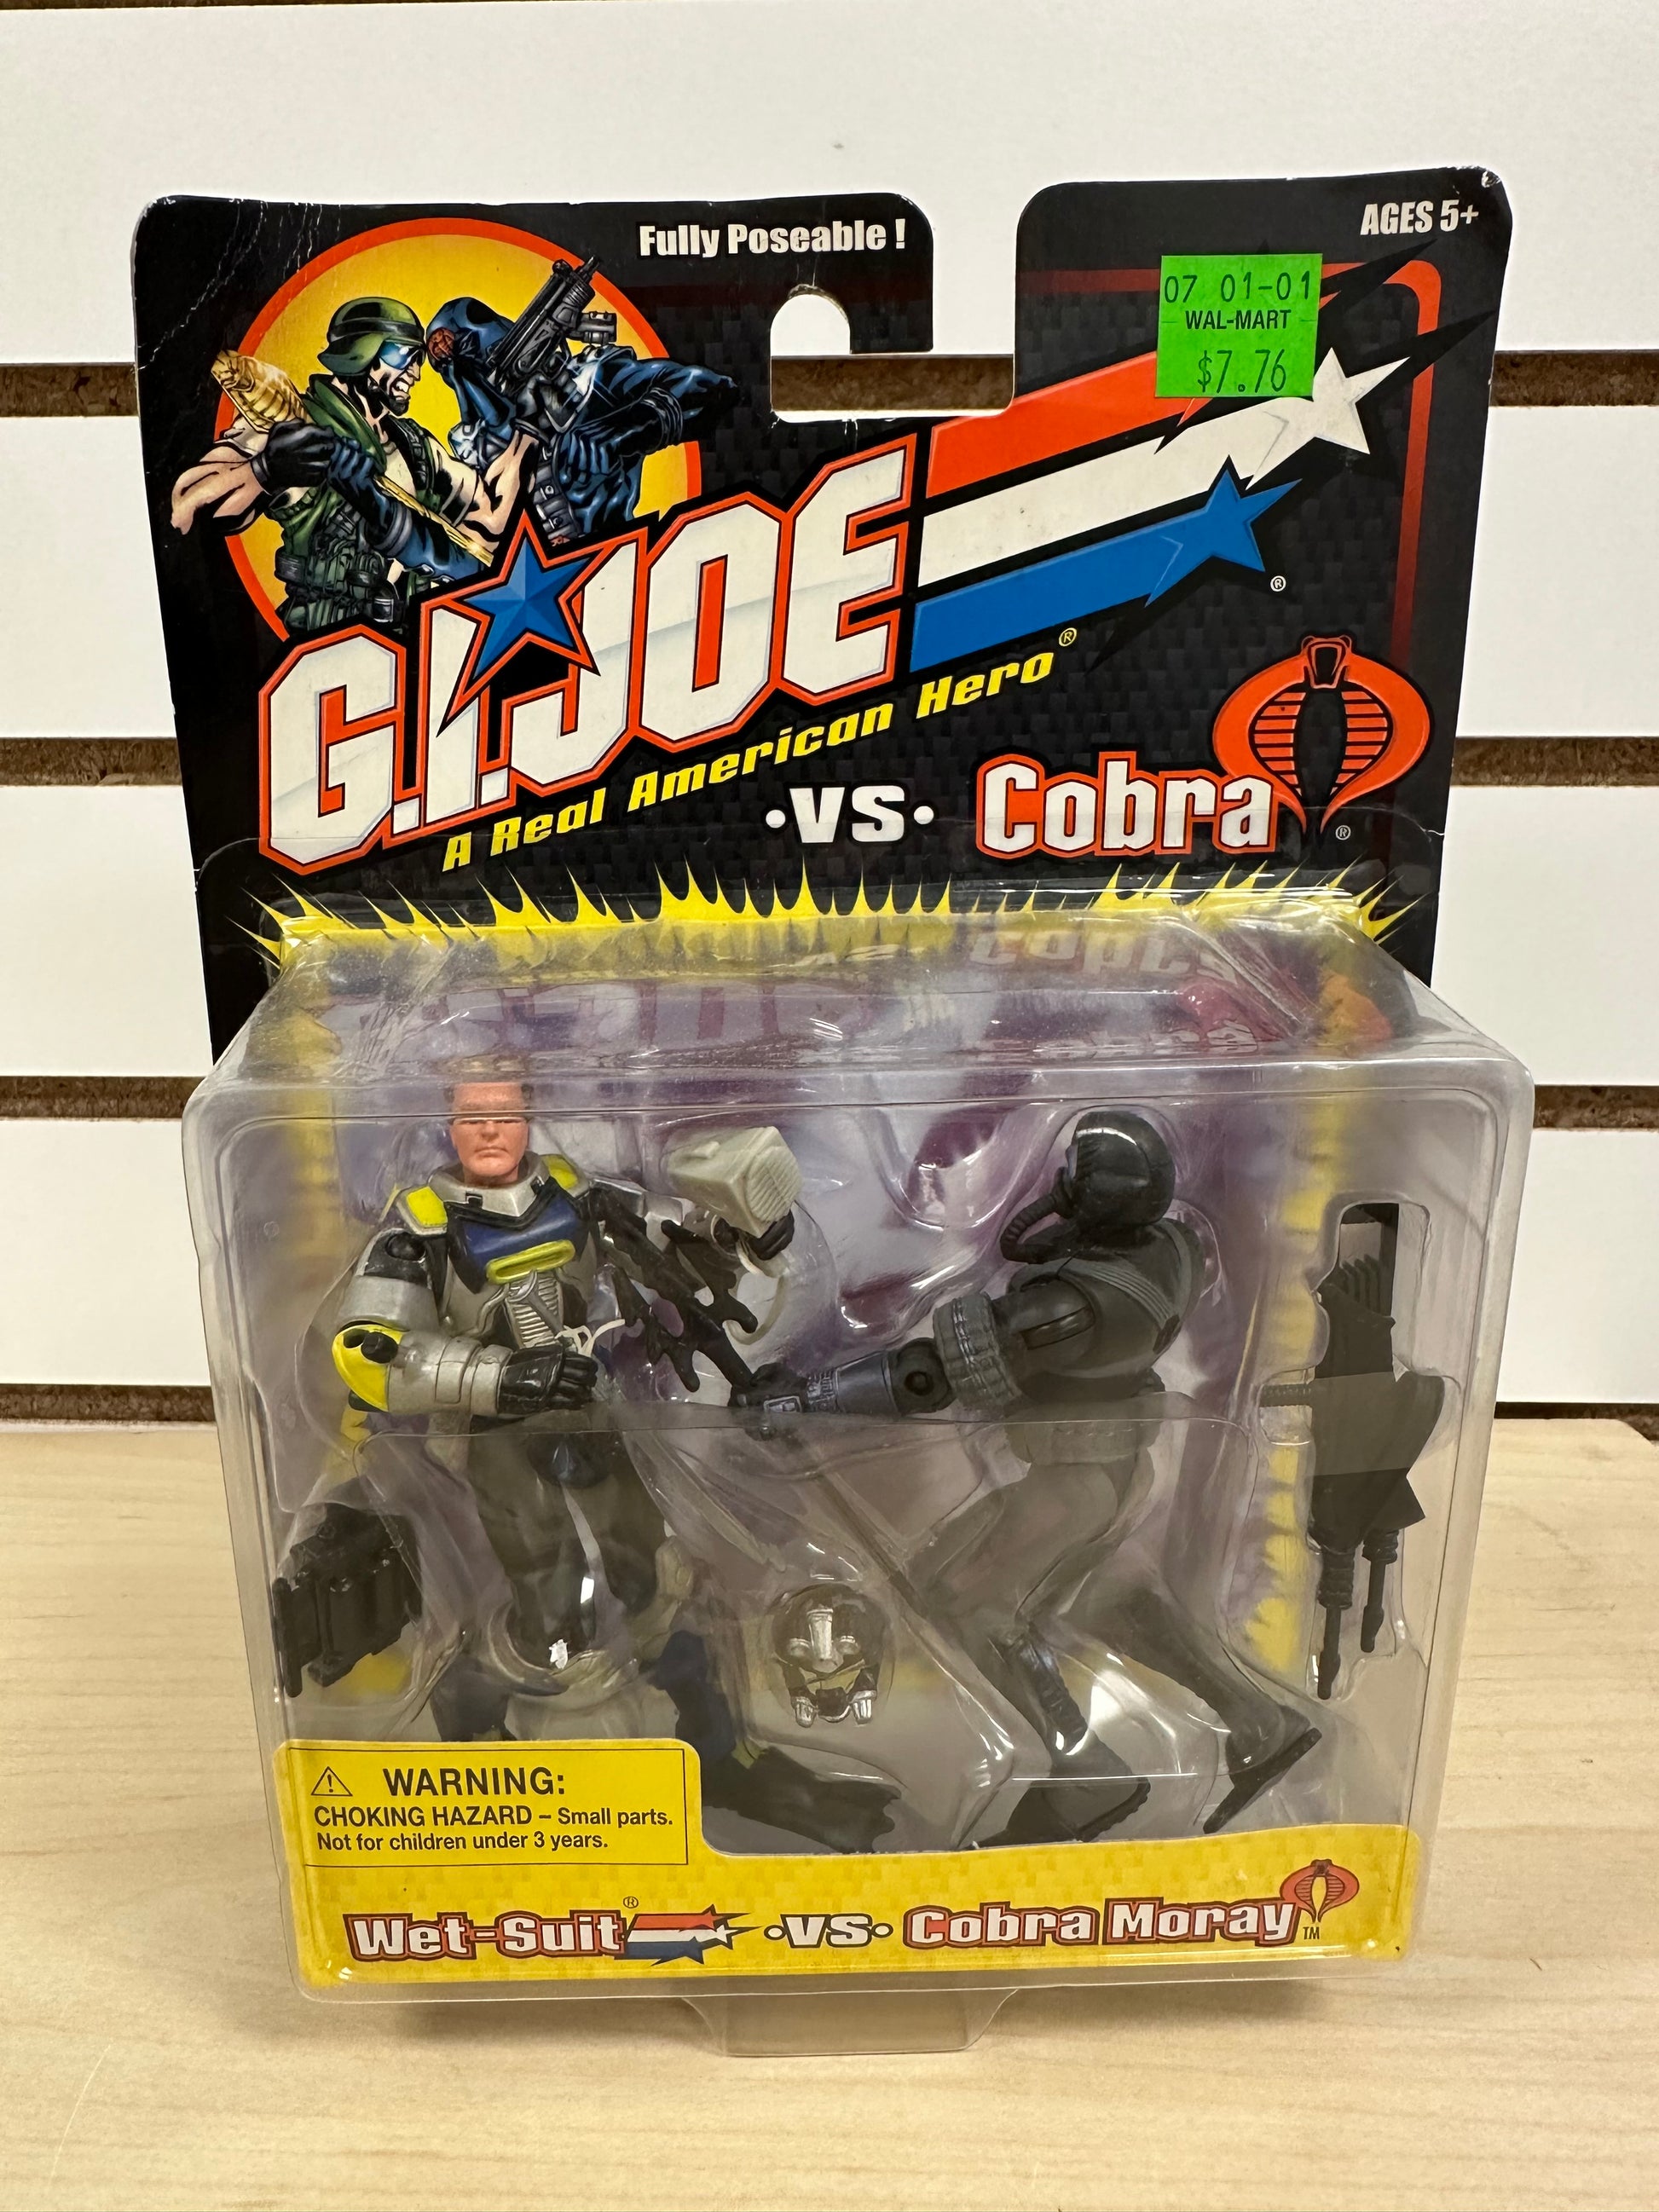 Fully Poseable !
AGES 5+
07 01-01
WAL-MART
$7.76
G.I.JOE
®
A Real American Hero®
•VS• Cobra
®
WARNING:
CHOKING HAZARD – Small parts.
Not for children under 3 years.
Wet-Suit® •VS• Cobra Moray™